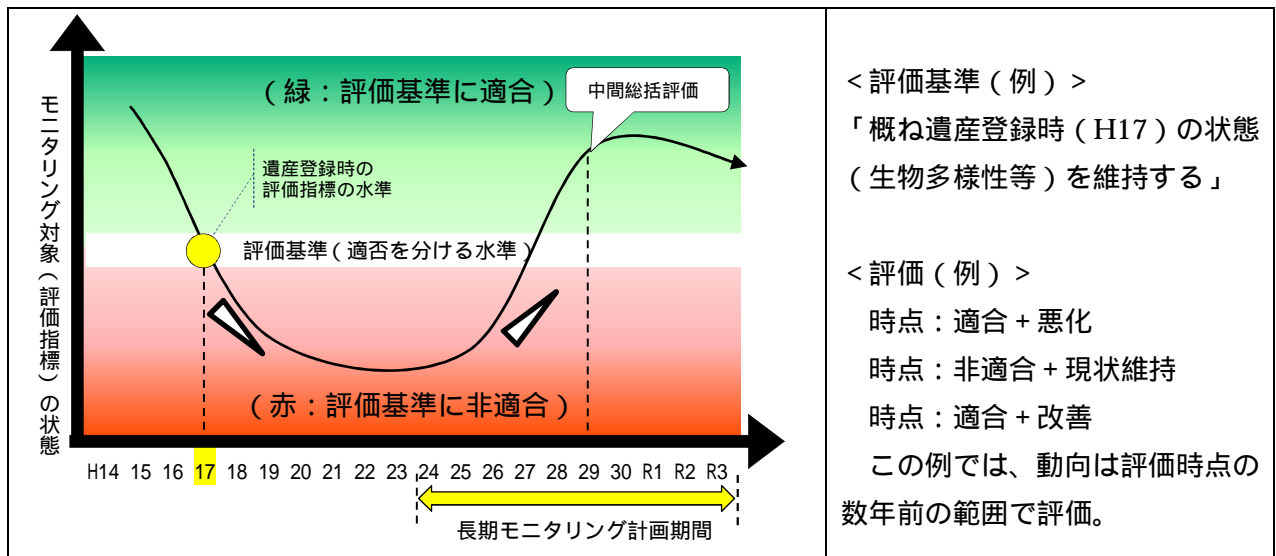 モニタリング対象(評価指標)の状態
(緑:評価基準に適合)
中間総括評価
遺産登録時の
評価指標の水準
評価基準(適否を分ける水準)
(赤:評価基準に非適合)
H14 15 16 17 18 19 20 21 22 23 24 25 26 27 28 29 30 R1 R2 R3
長期モニタリング計画期間
<評価基準(例)>
「概ね遺産登録時(H17)の状態
(生物多様性等)を維持する」
<評価(例)>
時点:適合+悪化
時点:非適合+現状維持
時点:適合+改善
この例では、動向は評価時点の
数年前の範囲で評価。